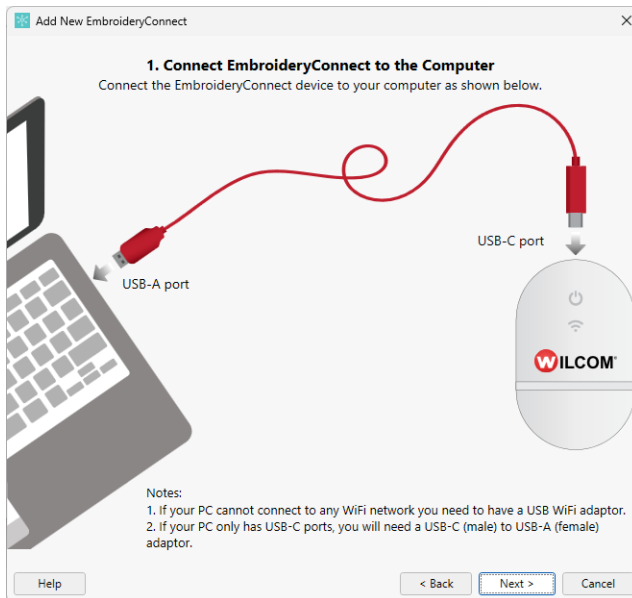 Add New EmbroideryConnect
1. Connect EmbroideryConnect to the Computer
Connect the EmbroideryConnect device to your computer as shown below.
USB-C port
USB-A port
WILCOM®
Notes:
1. If your PC cannot connect to any WiFi network you need to have a USB WiFi adaptor.
2. If your PC only has USB-C ports, you will need a USB-C (male) to USB-A (female)
adaptor.
Help
< Back
Next >
Cancel